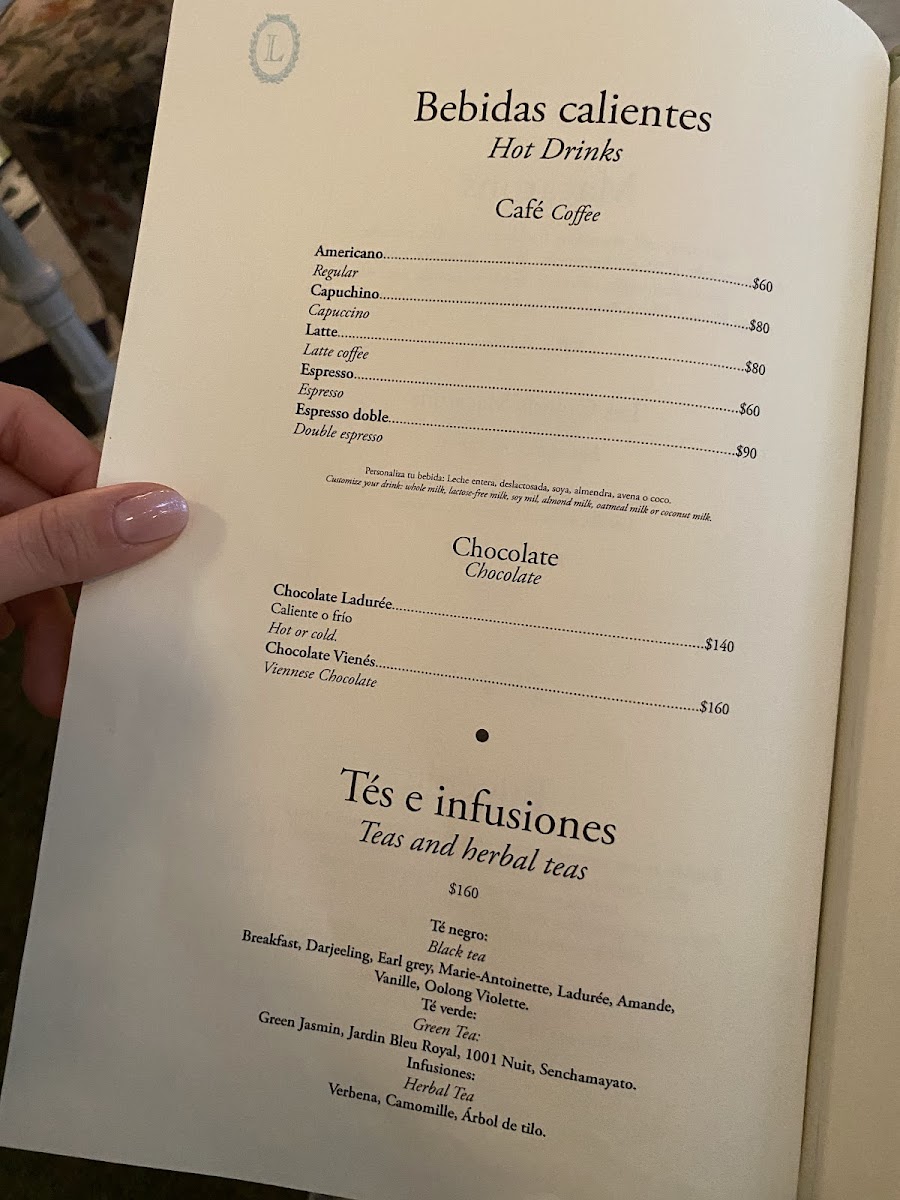 L
Bebidas calientes
Hot Drinks
Café Coffee
Americano........$60
Regular
Capuchino........$80
Capuccino
Latte........$80
Latte coffee
Espresso........$60
Espresso
Espresso doble........$90
Double espresso
Personaliza tu bebida: Leche entera, deslactosada, soya, almendra, avena o coco.
Customize your drink: whole milk, lactose-free milk, soy mil, almond milk, oatmeal milk or coconut milk.
Chocolate
Chocolate
Chocolate Ladurée........$140
Caliente o frío
Hot or cold.
Chocolate Vienés........$160
Viennese Chocolate
Tés e infusiones
Teas and herbal teas
$160
Té negro:
Black tea
Breakfast, Darjeeling, Earl grey, Marie-Antoinette, Ladurée, Amande,
Vanille, Oolong Violette.
Té verde:
Green Tea:
Green Jasmin, Jardin Bleu Royal, 1001 Nuit, Senchamayato.
Infusiones:
Herbal Tea
Verbena, Camomille, Árbol de tilo.